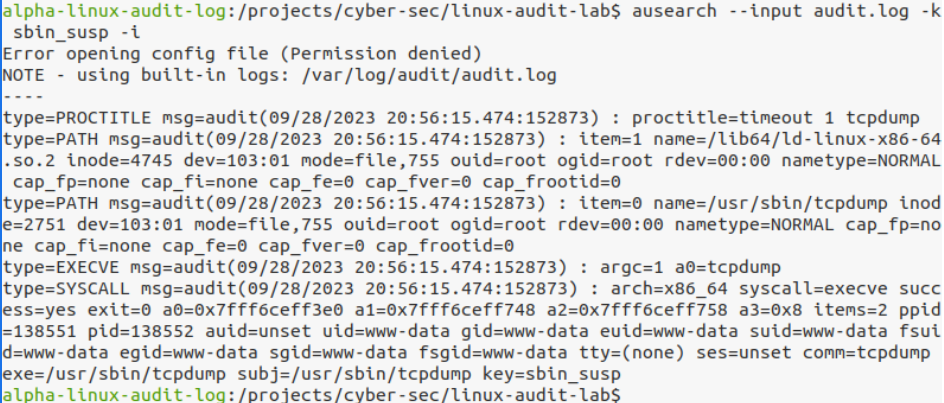 alpha-linux-audit-log:/projects/cyber-sec/linux-audit-lab$ ausearch --input audit.log -k
 sbin_susp -i
Error opening config file (Permission denied)
NOTE - using built-in logs: /var/log/audit/audit.log
----
type=PROCTITLE msg=audit(09/28/2023 20:56:15.474:152873) : proctitle=timeout 1 tcpdump
type=PATH msg=audit(09/28/2023 20:56:15.474:152873) : item=1 name=/lib64/ld-linux-x86-64
.so.2 inode=4745 dev=103:01 mode=file,755 ouid=root ogid=root rdev=00:00 nametype=NORMAL
 cap_fp=none cap_fi=none cap_fe=0 cap_fver=0 cap_frootid=0
type=PATH msg=audit(09/28/2023 20:56:15.474:152873) : item=0 name=/usr/sbin/tcpdump inod
e=2751 dev=103:01 mode=file,755 ouid=root ogid=root rdev=00:00 nametype=NORMAL cap_fp=no
ne cap_fi=none cap_fe=0 cap_fver=0 cap_frootid=0
type=EXECVE msg=audit(09/28/2023 20:56:15.474:152873) : argc=1 a0=tcpdump
type=SYSCALL msg=audit(09/28/2023 20:56:15.474:152873) : arch=x86_64 syscall=execve succ
ess=yes exit=0 a0=0x7fff6ceff3e0 a1=0x7fff6ceff748 a2=0x7fff6ceff758 a3=0x8 items=2 ppid
=138551 pid=138552 auid=unset uid=www-data gid=www-data euid=www-data suid=www-data fsui
d=www-data egid=www-data sgid=www-data fsgid=www-data tty=(none) ses=unset comm=tcpdump
exe=/usr/sbin/tcpdump subj=/usr/sbin/tcpdump key=sbin_susp
alpha-linux-audit-log:/projects/cyber-sec/linux-audit-lab$